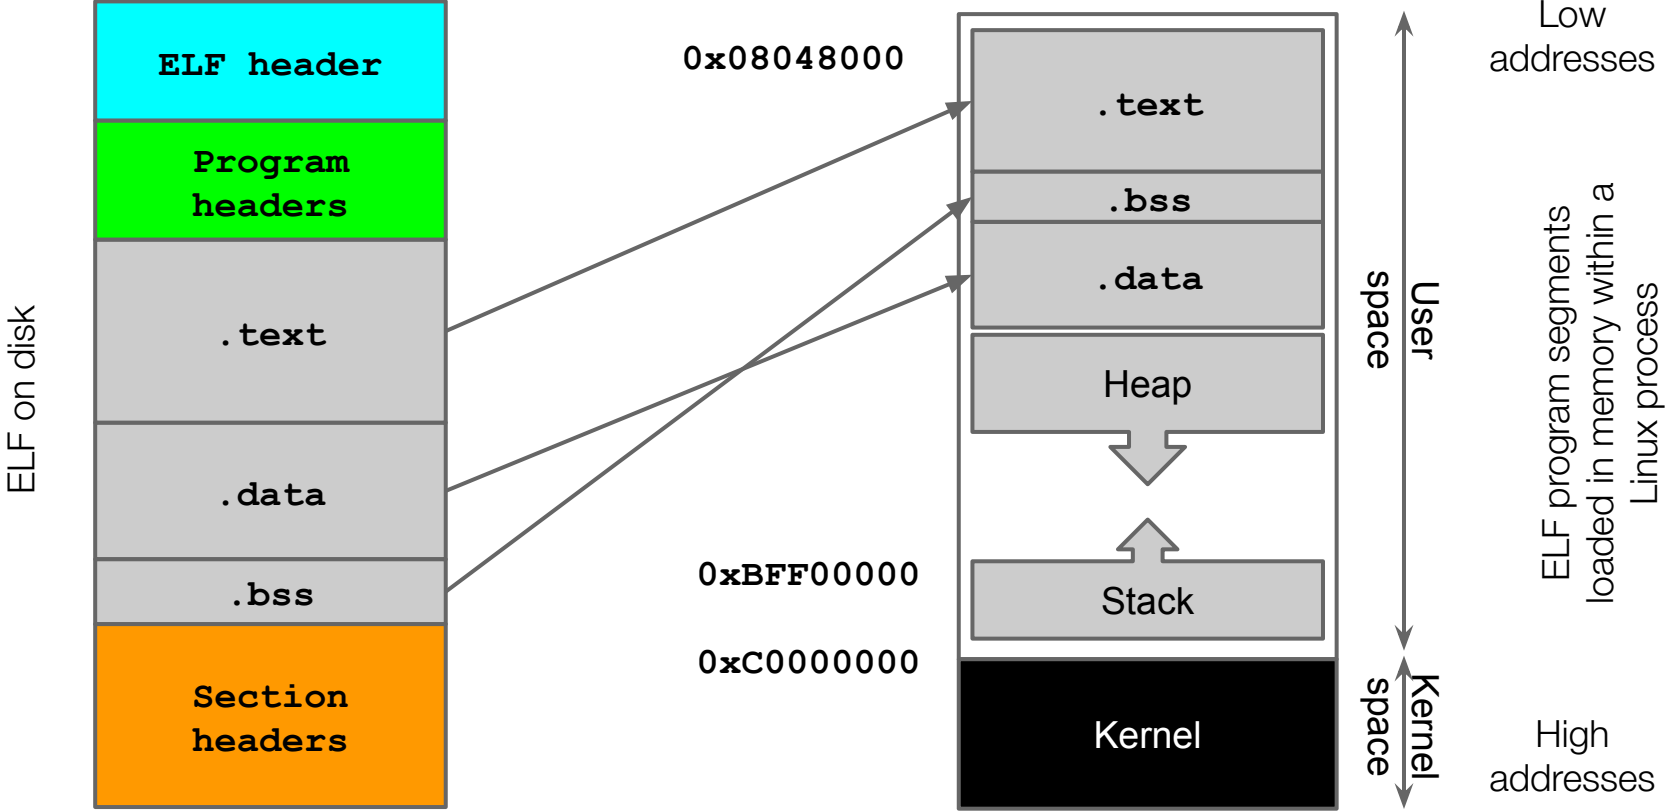 ELF on disk
ELF header
Program
headers
.text
.data
.bss
Section
headers
0x08048000
0xBFF00000
0xC0000000
.text
.bss
.data
Heap
Stack
Kernel
User
space
Kernel
space
Low
addresses
ELF program segments
loaded in memory within a
Linux process
High
addresses